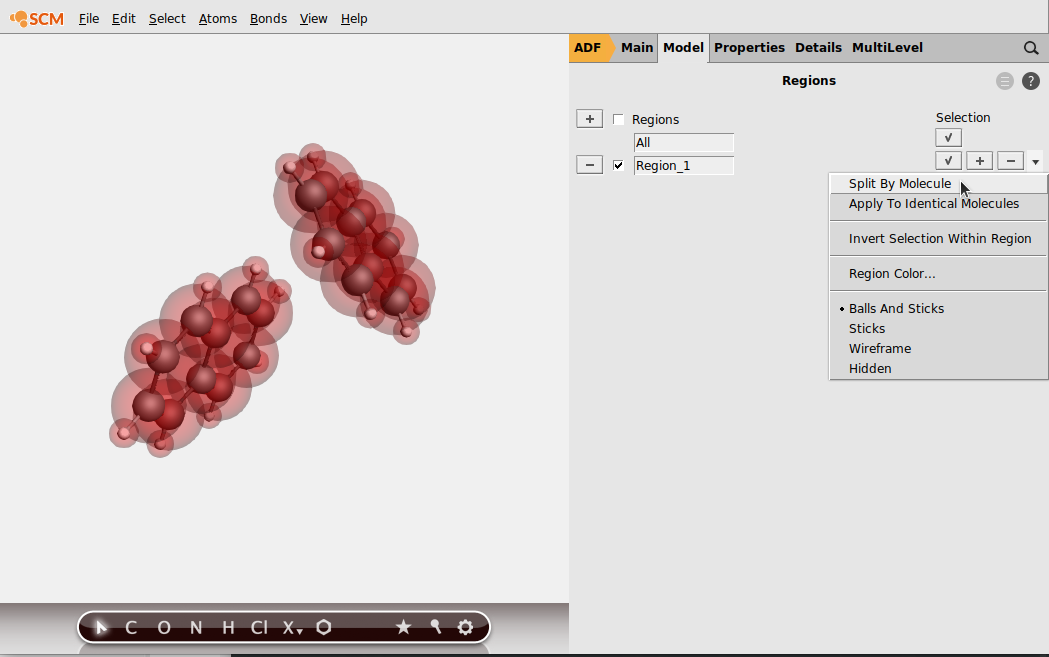 SCM File Edit Select Atoms Bonds View Help
ADF Main Model Properties Details MultiLevel
Regions
?
+ Regions Selection
All √
− √ Region_1 √ + −
Split By Molecule
Apply To Identical Molecules
Invert Selection Within Region
Region Color...
• Balls And Sticks
Sticks
Wireframe
Hidden
C O N H Cl X